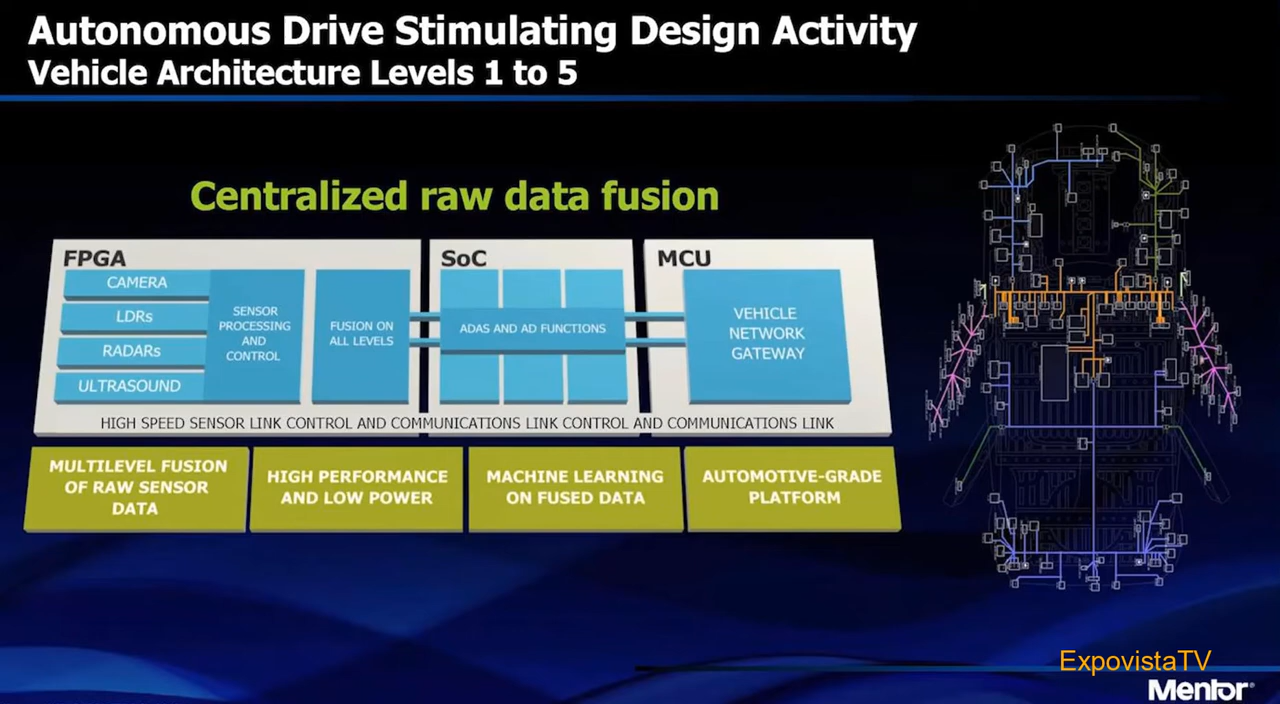 Autonomous Drive Stimulating Design Activity
Vehicle Architecture Levels 1 to 5
Centralized raw data fusion
FPGA
CAMERA
LDRs
RADARs
ULTRASOUND
SENSOR
PROCESSING
AND
CONTROL
FUSION ON
ALL LEVELS
SoC
ADAS AND AD FUNCTIONS
MCU
VEHICLE
NETWORK
GATEWAY
HIGH SPEED SENSOR LINK CONTROL AND COMMUNICATIONS LINK CONTROL AND COMMUNICATIONS LINK
MULTILEVEL FUSION
OF RAW SENSOR
DATA
HIGH PERFORMANCE
AND LOW POWER
MACHINE LEARNING
ON FUSED DATA
AUTOMOTIVE-GRADE
PLATFORM
ExpovistaTV
Mentor